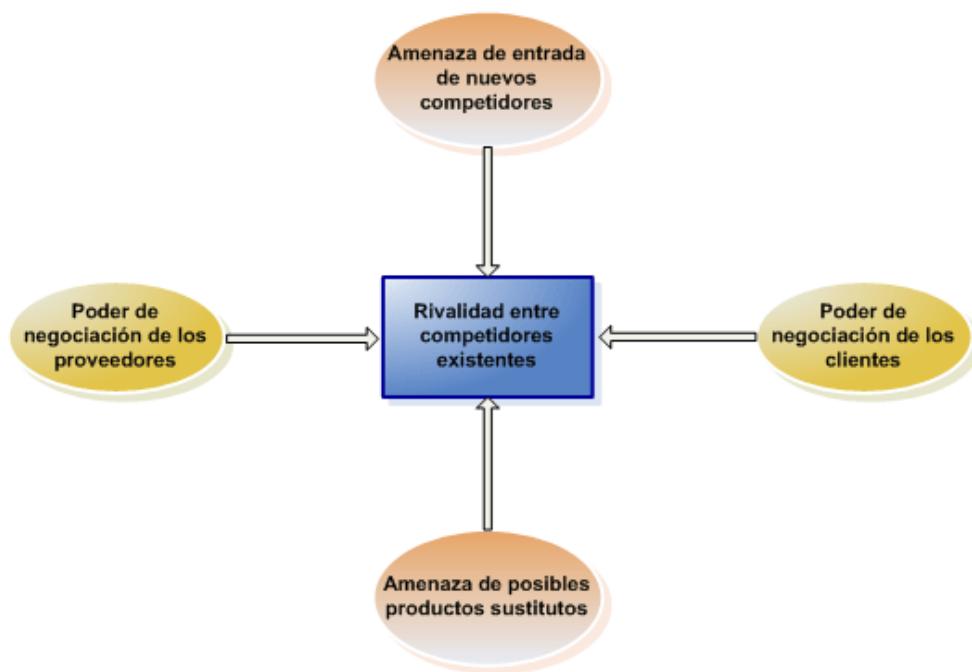 Amenaza de entrada
de nuevos
competidores
Poder de
negociación de los
proveedores
Rivalidad entre
competidores
existentes
Poder de
negociación de los
clientes
Amenaza de posibles
productos sustitutos